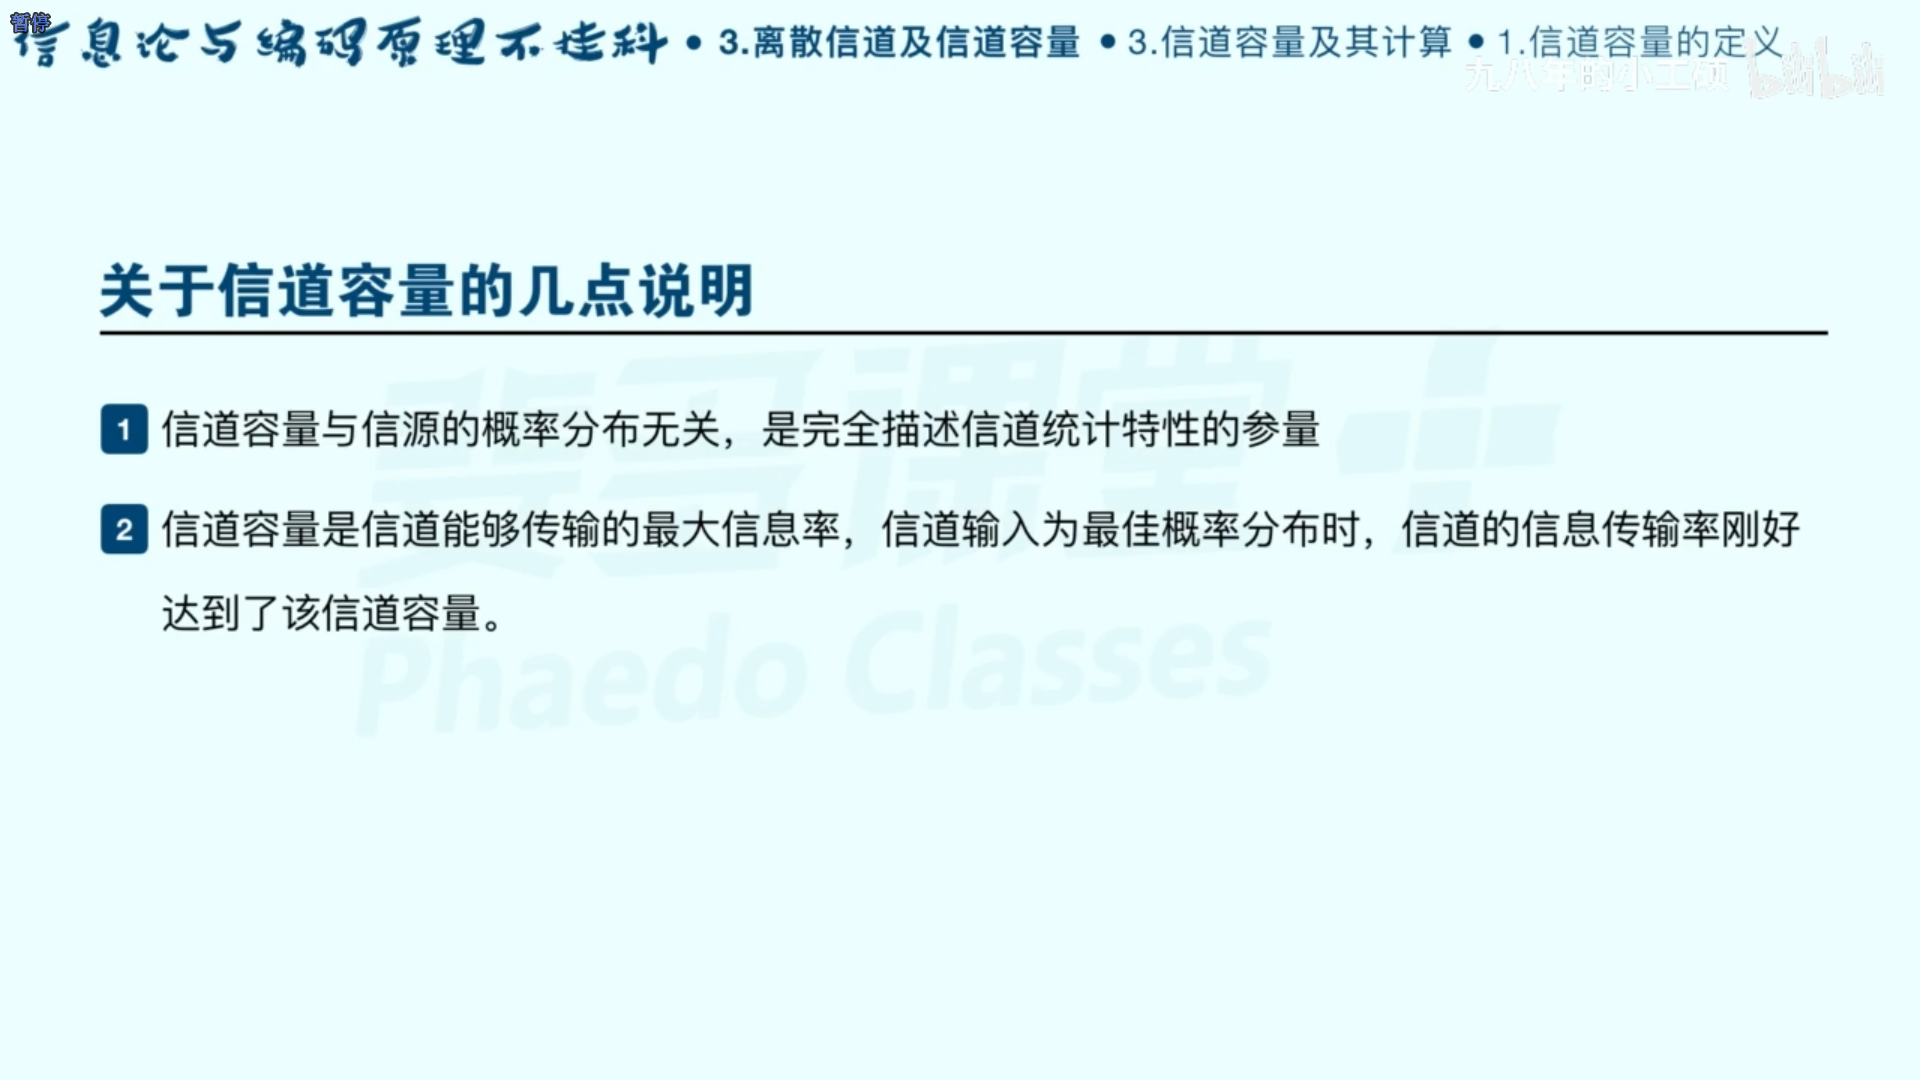 暂停
信息论与编码原理不挂科 • 3.离散信道及信道容量 • 3.信道容量及其计算 • 1.信道容量的定义
九八年的小王硕 bilibili
关于信道容量的几点说明
1 信道容量与信源的概率分布无关，是完全描述信道统计特性的参量
2 信道容量是信道能够传输的最大信息率，信道输入为最佳概率分布时，信道的信息传输率刚好
达到了该信道容量。
斐多课堂
Phaedo Classes